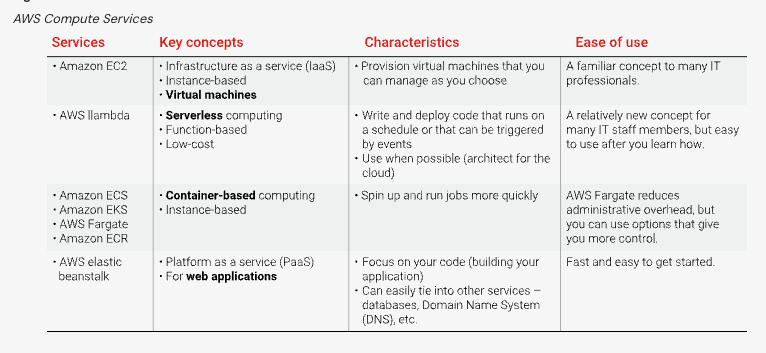 AWS Compute Services
Services Key concepts Characteristics Ease of use
• Amazon EC2
• Infrastructure as a service (IaaS)
• Instance-based
• Virtual machines
• Provision virtual machines that you
can manage as you choose
A familiar concept to many IT
professionals.
• AWS llambda
• Serverless computing
• Function-based
• Low-cost
• Write and deploy code that runs on
a schedule or that can be triggered
by events
• Use when possible (architect for the
cloud)
A relatively new concept for
many IT staff members, but easy
to use after you learn how.
• Amazon ECS
• Amazon EKS
• AWS Fargate
• Amazon ECR
• Container-based computing
• Instance-based
• Spin up and run jobs more quickly
AWS Fargate reduces
administrative overhead, but
you can use options that give
you more control.
• AWS elastic
beanstalk
• Platform as a service (PaaS)
• For web applications
• Focus on your code (building your
application)
• Can easily tie into other services –
databases, Domain Name System
(DNS), etc.
Fast and easy to get started.